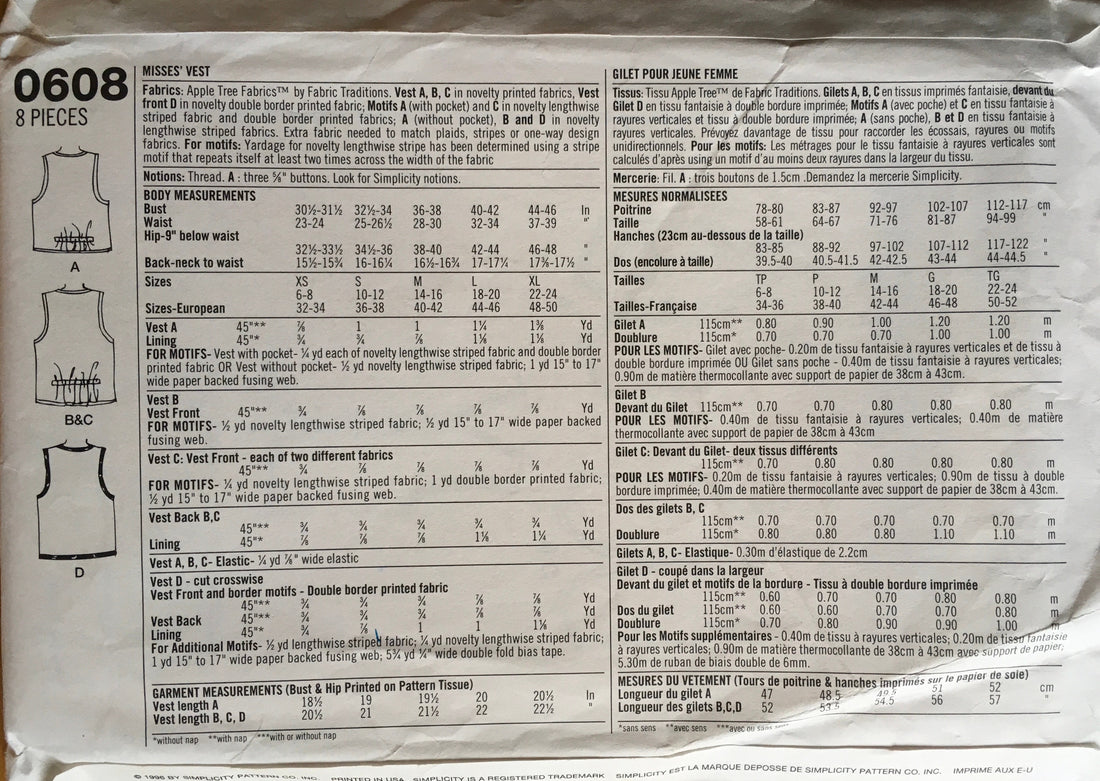 0608
8 PIECES
A
B&C
D
MISSES' VEST
Fabrics: Apple Tree Fabrics™ by Fabric Traditions. Vest A, B, C in novelty printed fabrics, Vest
front D in novelty double border printed fabric; Motifs A (with pocket) and C in novelty lengthwise
striped fabric and double border printed fabrics; A (without pocket), B and D in novelty
lengthwise striped fabrics. Extra fabric needed to match plaids, stripes or one-way design
fabrics. For motifs: Yardage for novelty lengthwise stripe has been determined using a stripe
motif that repeats itself at least two times across the width of the fabric
Notions: Thread. A: three ⅝" buttons. Look for Simplicity notions.
BODY MEASUREMENTS
Bust 30½-31½ 32½-34 36-38 40-42 44-46 In
Waist 23-24 25-26½ 28-30 32-34 37-39 "
Hip-9" below waist
32½-33½ 34½-36 38-40 42-44 46-48 "
Back-neck to waist 15½-15¾ 16-16¼ 16½-16¾ 17-17¼ 17⅜-17½ "
Sizes XS S M L XL
6-8 10-12 14-16 18-20 22-24
Sizes-European 32-34 36-38 40-42 44-46 48-50
Vest A 45"** ⅞ 1 1 1¼ 1⅜ Yd
Lining 45"* ¾ ¾ ⅞ 1⅛ 1⅛ Yd
FOR MOTIFS- Vest with pocket- ¼ yd each of novelty lengthwise striped fabric and double border
printed fabric OR Vest without pocket- ½ yd novelty lengthwise striped fabric; 1 yd 15" to 17"
wide paper backed fusing web.
Vest B
Vest Front 45"** ¾ ⅞ ⅞ ⅞ ⅞ Yd
FOR MOTIFS- ½ yd novelty lengthwise striped fabric; ½ yd 15" to 17" wide paper backed
fusing web.
Vest C: Vest Front - each of two different fabrics
45"** ¾ ⅞ ⅞ ⅞ ⅞ Yd
FOR MOTIFS- ¼ yd novelty lengthwise striped fabric; 1 yd double border printed fabric;
½ yd 15" to 17" wide paper backed fusing web.
Vest Back B,C
45"** ¾ ¾ ¾ ¾ ¾ Yd
Lining 45"* ⅞ ⅞ ⅞ 1⅛ 1¼ Yd
Vest A, B, C- Elastic- ¼ yd ⅞" wide elastic
Vest D - cut crosswise
Vest Front and border motifs - Double border printed fabric
45"** ¾ ¾ ¾ ⅞ ⅞ Yd
Vest Back 45"** ¾ ¾ ¾ ⅞ ⅞ Yd
Lining 45"* ¾ ⅞ 1 1 1⅛ Yd
For Additional Motifs- ½ yd lengthwise striped fabric; ¼ yd novelty lengthwise striped fabric;
1 yd 15" to 17" wide paper backed fusing web; 5¾ yd ¼" wide double fold bias tape.
GARMENT MEASUREMENTS (Bust & Hip Printed on Pattern Tissue)
Vest length A 18½ 19 19½ 20 20½ In
Vest length B, C, D 20½ 21 21½ 22 22½ "
*without nap **with nap ***with or without nap
GILET POUR JEUNE FEMME
Tissus: Tissu Apple Tree™ de Fabric Traditions. Gilets A, B, C en tissus imprimés fantaisie, devant du
Gilet D en tissu fantaisie à double bordure imprimée; Motifs A (avec poche) et C en tissu fantaisie à
rayures verticales et tissu à double bordure imprimée; A (sans poche), B et D en tissu fantaisie à
rayures verticales. Prévoyez davantage de tissu pour raccorder les écossais, rayures ou motifs
unidirectionnels. Pour les motifs: Les métrages pour le tissu fantaisie à rayures verticales sont
calculés d'après using un motif d'au moins deux rayures dans la largeur du tissu.
Mercerie: Fil. A : trois boutons de 1.5cm .Demandez la mercerie Simplicity.
MESURES NORMALISEES
Poitrine 78-80 83-87 92-97 102-107 112-117 cm
Taille 58-61 64-67 71-76 81-87 94-99 "
Hanches (23cm au-dessous de la taille)
83-85 88-92 97-102 107-112 117-122 "
Dos (encolure à taille) 39.5-40 40.5-41.5 42-42.5 43-44 44-44.5 "
Tailles TP P M G TG
6-8 10-12 14-16 18-20 22-24
Tailles-Française 34-36 38-40 42-44 46-48 50-52
Gilet A 115cm** 0.80 0.90 1.00 1.20 1.20 m
Doublure 115cm* 0.70 0.70 0.70 1.00 1.00 m
POUR LES MOTIFS- Gilet avec poche- 0.20m de tissu fantaisie à rayures verticales et de tissu à
double bordure imprimée OU Gilet sans poche - 0.40m de tissu fantaisie à rayures verticales;
0.90m de matière thermocollante avec support de papier de 38cm à 43cm.
Gilet B
Devant du Gilet 115cm** 0.70 0.70 0.80 0.80 0.80 m
POUR LES MOTIFS- 0.40m de tissu fantaisie à rayures verticales; 0.40m de matière
thermocollante avec support de papier de 38cm à 43cm
Gilet C: Devant du Gilet- deux tissus différents
115cm** 0.70 0.80 0.80 0.80 0.80 m
POUR LES MOTIFS- 0.20m de tissu fantaisie à rayures verticales; 0.90m de tissu à double
bordure imprimée; 0.40m de matière thermocollante avec support de papier de 38cm à 43cm.
Dos des gilets B, C
115cm** 0.70 0.70 0.70 0.70 0.70 m
Doublure 115cm* 0.80 0.80 0.80 1.10 1.10 m
Gilets A, B, C- Elastique- 0.30m d'élastique de 2.2cm
Gilet D - coupé dans la largeur
Devant du gilet et motifs de la bordure - Tissu à double bordure imprimée
115cm** 0.60 0.70 0.70 0.80 0.80 m
Dos du gilet 115cm** 0.60 0.60 0.70 0.70 0.80 m
Doublure 115cm* 0.70 0.80 0.90 0.90 1.00 m
Pour les Motifs supplémentaires - 0.40m de tissu à rayures verticales; 0.20m de tissu fantaisie
à rayures verticales; 0.90m de matière thermocollante de 38cm à 43cm avec support de papier;
5.30m de ruban de biais double de 6mm.
MESURES DU VETEMENT (Tours de poitrine & hanches imprimés sur le papier de soie)
Longueur du gilet A 47 48.5 49.5 51 52 cm
Longueur des gilets B,C,D 52 53.5 54.5 56 57 "
*sans sens **avec sens ***avec ou sans sens
© 1996 BY SIMPLICITY PATTERN CO. INC. PRINTED IN USA SIMPLICITY IS A REGISTERED TRADEMARK SIMPLICITY EST LA MARQUE DEPOSSE DE SIMPLICITY PATTERN CO. INC. IMPRIME AUX E-U